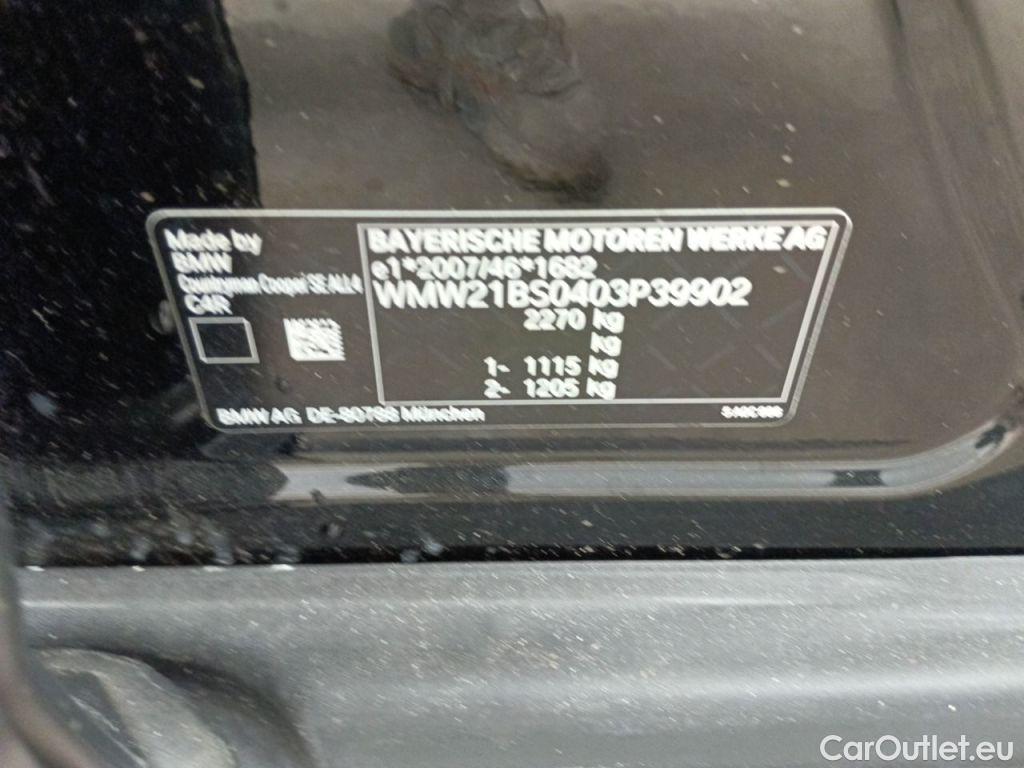 Made by
BMW
Countryman Cooper SE ALL4
BAYERISCHE MOTOREN WERKE AG
e1*2007/46*1682
WMW21BS0403P39902
2270 kg
kg
1- 1115 kg
2- 1205 kg
BMW AG DE-80788 München
CarOutlet.eu